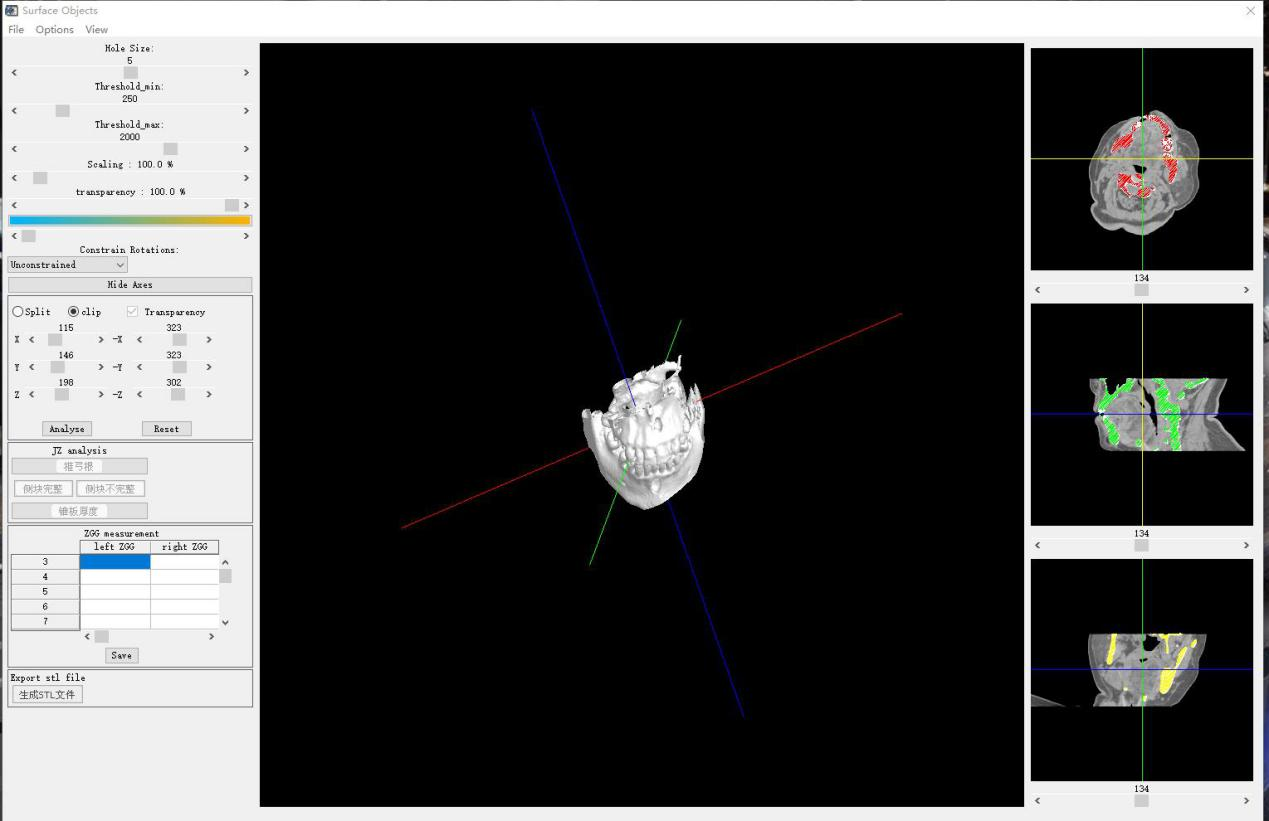 Surface Objects
File Options View
Hole Size:
5
Threshold_min:
250
Threshold_max:
2000
Scaling : 100.0 %
transparency : 100.0 %
Constrain Rotations:
Unconstrained
Hide Axes
Split clip Transparency
115 323
X -X
146 323
Y -Y
198 302
Z -Z
Analyse Reset
JZ analysis
椎弓根
侧块完整 侧块不完整
锥板厚度
ZGG measurement
left ZGG right ZGG
3
4
5
6
7
Save
Export stl file
生成STL文件
134
134
134